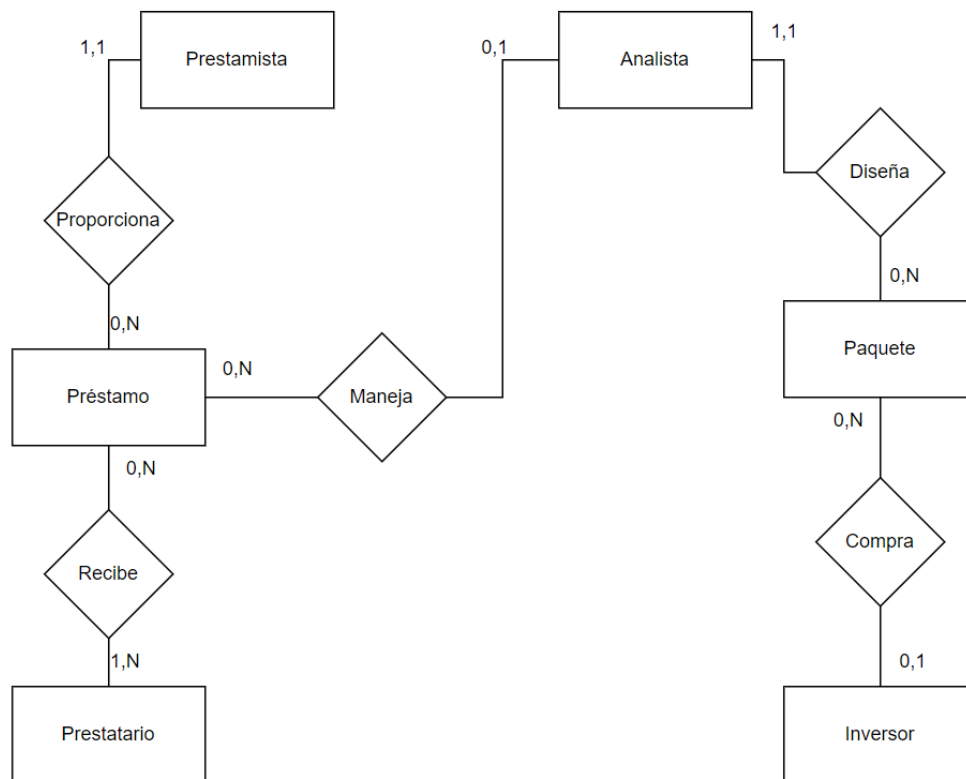 1,1
Prestamista
0,1
Analista
1,1
Proporciona
Diseña
0,N
0,N
Préstamo
0,N
Maneja
Paquete
0,N
0,N
Recibe
Compra
1,N
0,1
Prestatario
Inversor